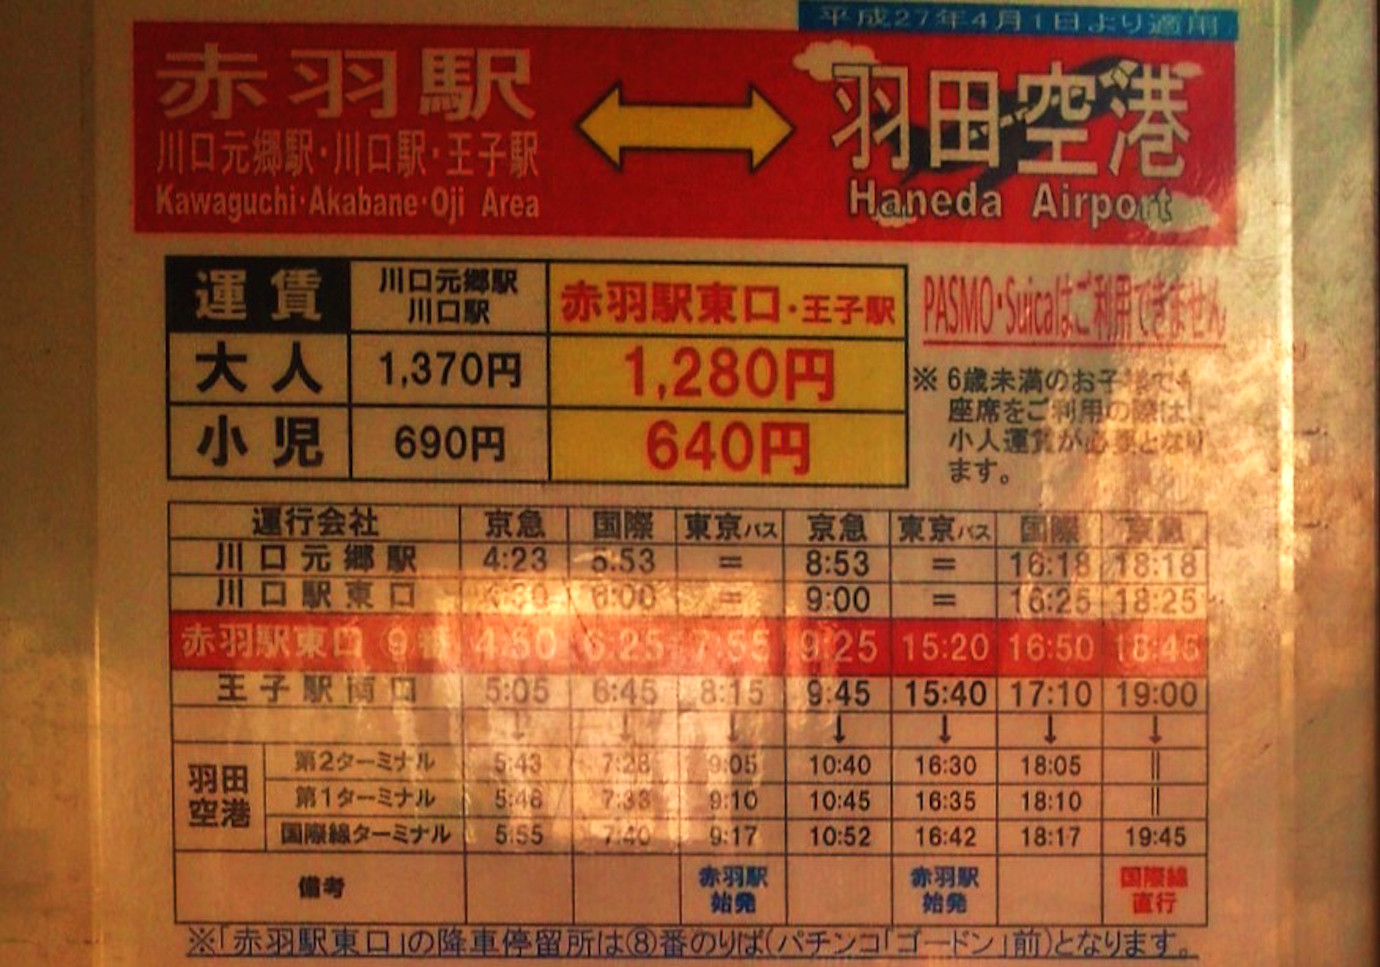 平成27年4月1日より適用
赤羽駅
川口元郷駅・川口駅・王子駅
Kawaguchi・Akabane・Oji Area
羽田空港
Haneda Airport
運賃 川口元郷駅 川口駅 赤羽駅東口・王子駅
大人 1,370円 1,280円
小児 690円 640円
PASMO・Suicaはご利用できません
※ 6歳未満のお子様でも
座席をご利用の際は、
小人運賃が必要となり
ます。
運行会社 京急 国際 東京バス 京急 東京バス 国際 京急
川口元郷駅 4:23 5:53 = 8:53 = 16:18 18:18
川口駅東口 4:30 6:00 = 9:00 = 16:25 18:25
赤羽駅東口 ⑨番 4:50 6:25 7:55 9:25 15:20 16:50 18:45
王子駅南口 5:05 6:45 8:15 9:45 15:40 17:10 19:00
↓ ↓ ↓ ↓ ↓ ↓ ↓
羽田空港
第2ターミナル 5:43 7:28 9:05 10:40 16:30 18:05 ||
第1ターミナル 5:48 7:33 9:10 10:45 16:35 18:10 ||
国際線ターミナル 5:55 7:40 9:17 10:52 16:42 18:17 19:45
備考 赤羽駅始発 赤羽駅始発 国際線直行
※「赤羽駅東口」の降車停留所は⑧番のりば(パチンコ「ゴードン」前)となります。